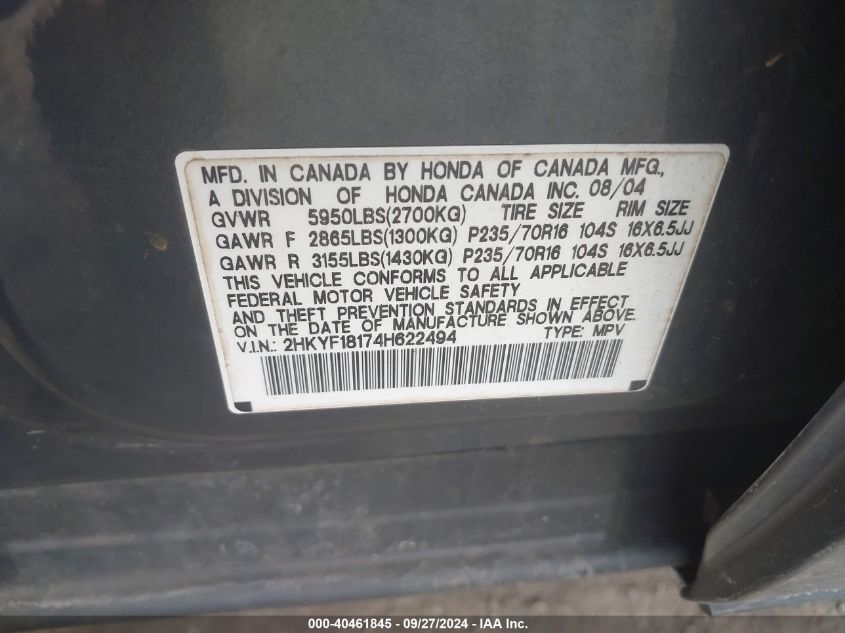 MFD. IN CANADA BY HONDA OF CANADA MFG.,
A DIVISION OF HONDA CANADA INC. 08/04
GVWR 5950LBS(2700KG) TIRE SIZE RIM SIZE
GAWR F 2865LBS(1300KG) P235/70R16 104S 16X6.5JJ
GAWR R 3155LBS(1430KG) P235/70R16 104S 16X6.5JJ
THIS VEHICLE CONFORMS TO ALL APPLICABLE
FEDERAL MOTOR VEHICLE SAFETY
AND THEFT PREVENTION STANDARDS IN EFFECT
ON THE DATE OF MANUFACTURE SHOWN ABOVE.
V.I.N.: 2HKYF18174H622494 TYPE: MPV
000-40461845 - 09/27/2024 - IAA Inc.